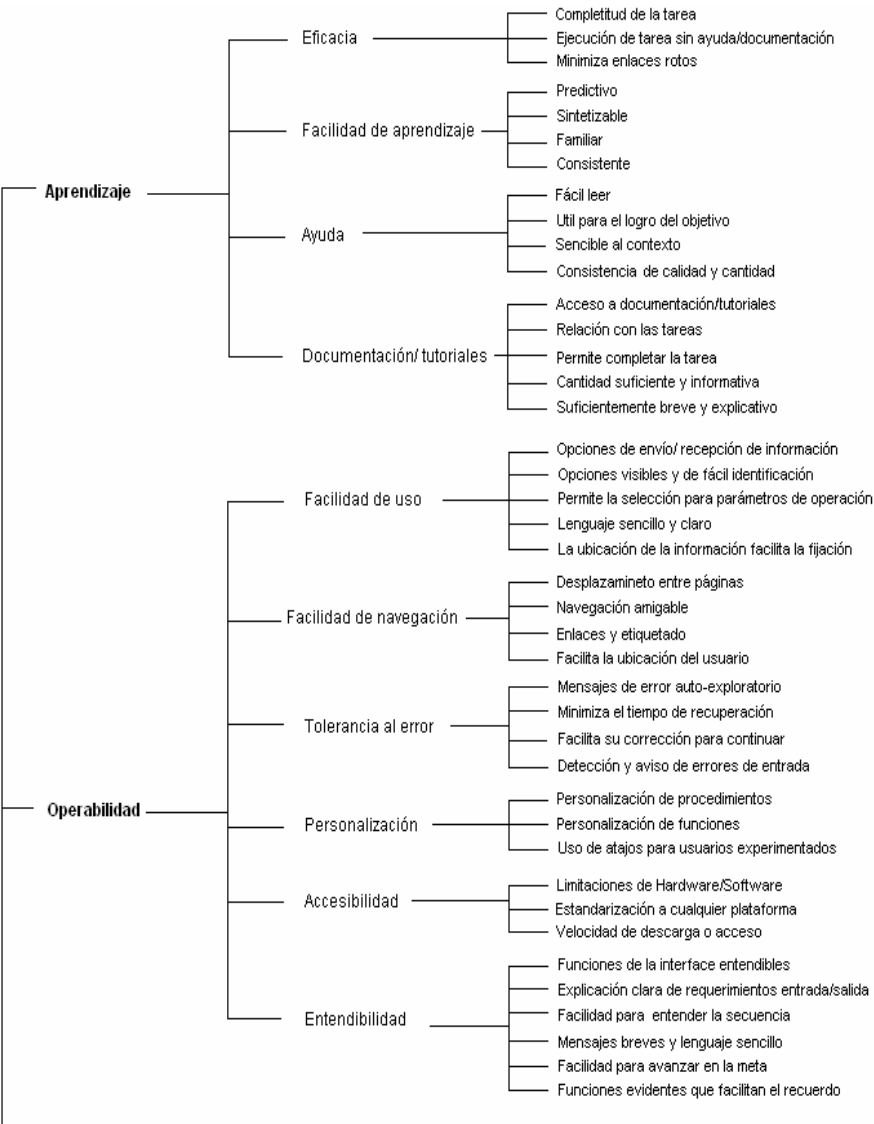 Aprendizaje
Eficacia
Completitud de la tarea
Ejecución de tarea sin ayuda/documentación
Minimiza enlaces rotos
Facilidad de aprendizaje
Predictivo
Sintetizable
Familiar
Consistente
Ayuda
Fácil leer
Util para el logro del objetivo
Sencible al contexto
Consistencia de calidad y cantidad
Documentación/ tutoriales
Acceso a documentación/tutoriales
Relación con las tareas
Permite completar la tarea
Cantidad suficiente y informativa
Suficientemente breve y explicativo
Operabilidad
Facilidad de uso
Opciones de envío/ recepción de información
Opciones visibles y de fácil identificación
Permite la selección para parámetros de operación
Lenguaje sencillo y claro
La ubicación de la información facilita la fijación
Facilidad de navegación
Desplazamineto entre páginas
Navegación amigable
Enlaces y etiquetado
Facilita la ubicación del usuario
Tolerancia al error
Mensajes de error auto-exploratorio
Minimiza el tiempo de recuperación
Facilita su corrección para continuar
Detección y aviso de errores de entrada
Personalización
Personalización de procedimientos
Personalización de funciones
Uso de atajos para usuarios experimentados
Accesibilidad
Limitaciones de Hardware/Software
Estandarización a cualquier plataforma
Velocidad de descarga o acceso
Entendibilidad
Funciones de la interface entendibles
Explicación clara de requerimientos entrada/salida
Facilidad para entender la secuencia
Mensajes breves y lenguaje sencillo
Facilidad para avanzar en la meta
Funciones evidentes que facilitan el recuerdo